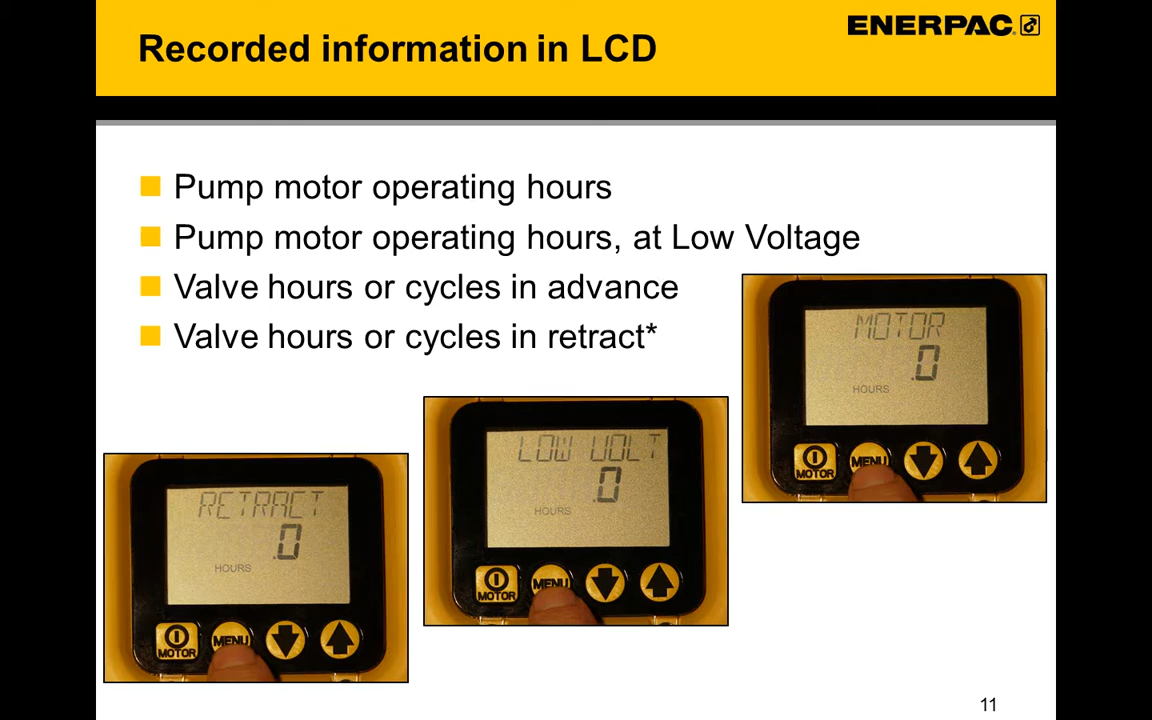 Recorded information in LCD
ENERPAC
Pump motor operating hours
Pump motor operating hours, at Low Voltage
Valve hours or cycles in advance
Valve hours or cycles in retract*
MOTOR
.0
HOURS
MOTOR
MENU
LOW VOLT
.0
HOURS
MOTOR
MENU
RETRACT
.0
HOURS
MOTOR
MENU
11